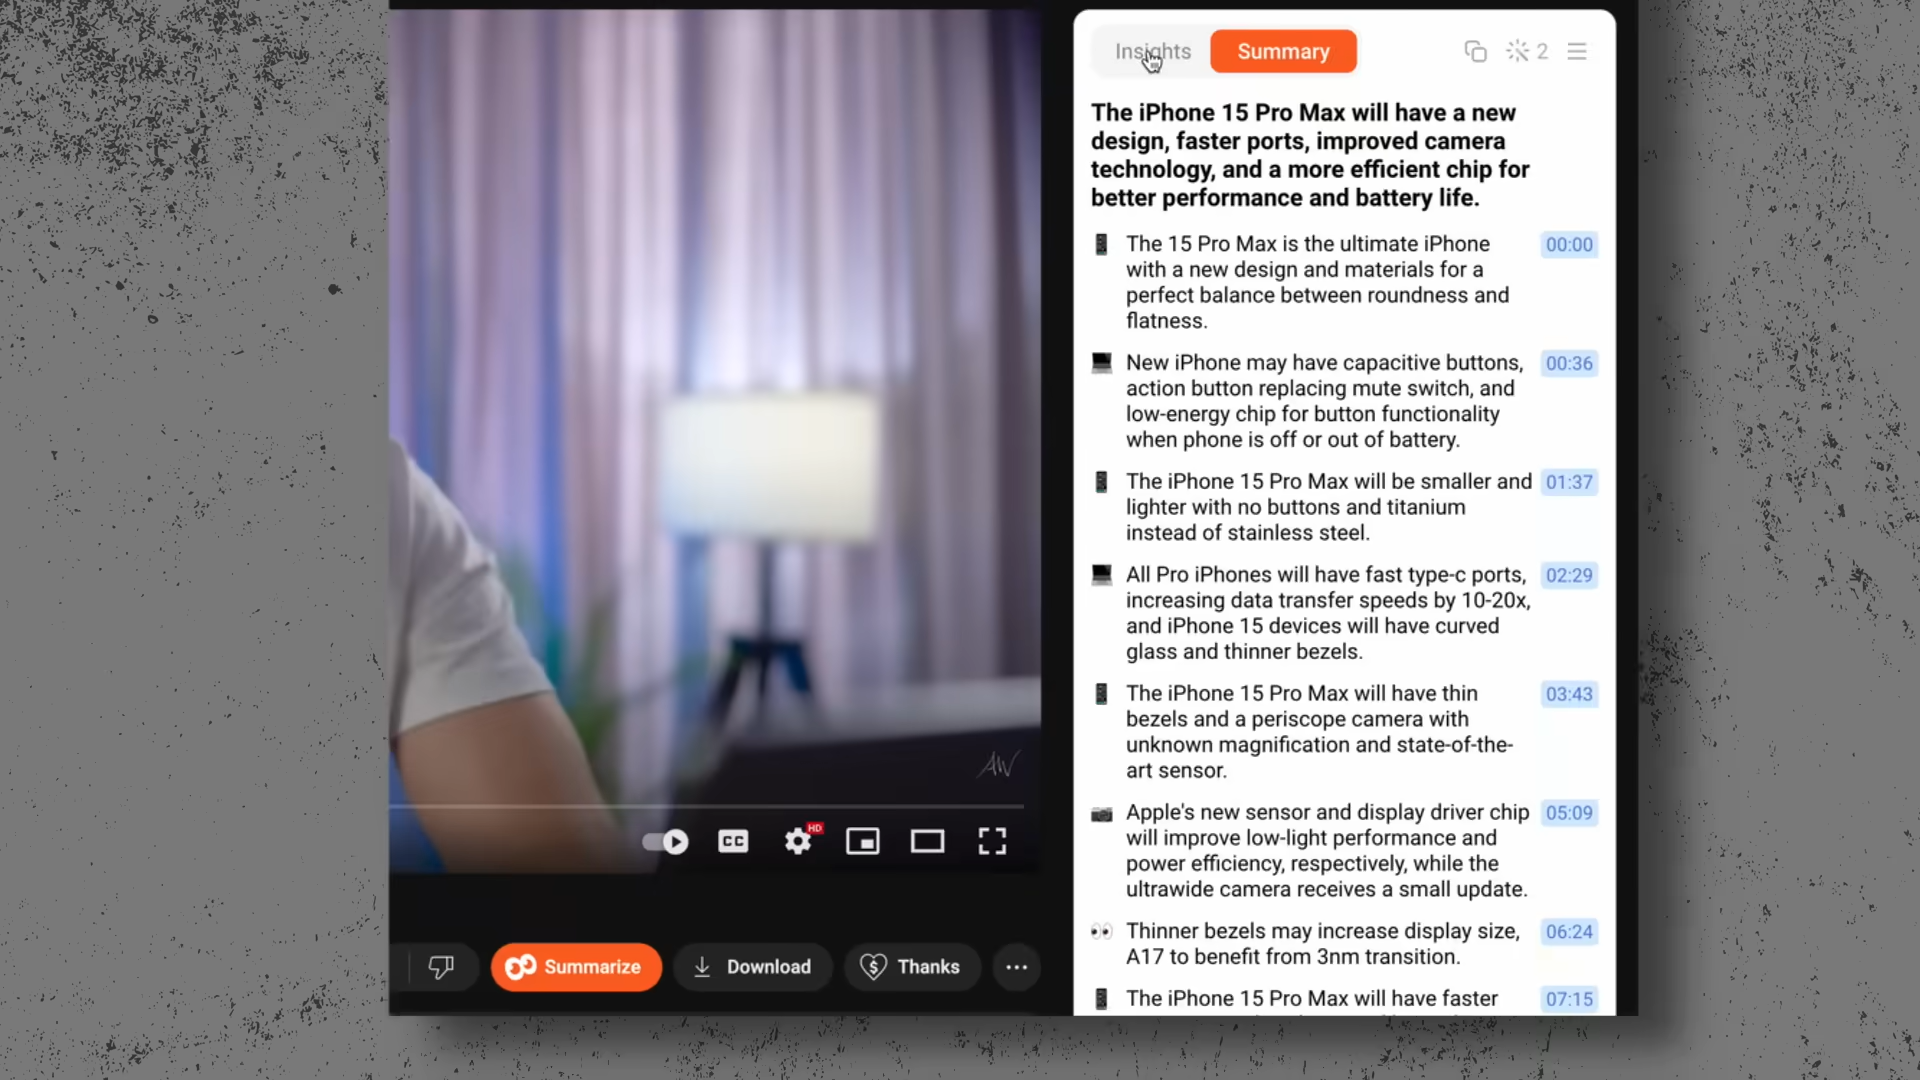 Insights
Summary
2
The iPhone 15 Pro Max will have a new
design, faster ports, improved camera
technology, and a more efficient chip for
better performance and battery life.
The 15 Pro Max is the ultimate iPhone 00:00
with a new design and materials for a
perfect balance between roundness and
flatness.
New iPhone may have capacitive buttons, 00:36
action button replacing mute switch, and
low-energy chip for button functionality
when phone is off or out of battery.
The iPhone 15 Pro Max will be smaller and 01:37
lighter with no buttons and titanium
instead of stainless steel.
All Pro iPhones will have fast type-c ports, 02:29
increasing data transfer speeds by 10-20x,
and iPhone 15 devices will have curved
glass and thinner bezels.
The iPhone 15 Pro Max will have thin 03:43
bezels and a periscope camera with
unknown magnification and state-of-the-
art sensor.
Apple's new sensor and display driver chip 05:09
will improve low-light performance and
power efficiency, respectively, while the
ultrawide camera receives a small update.
Thinner bezels may increase display size, 06:24
A17 to benefit from 3nm transition.
The iPhone 15 Pro Max will have faster 07:15
AW
CC
HD
Summarize
Download
Thanks